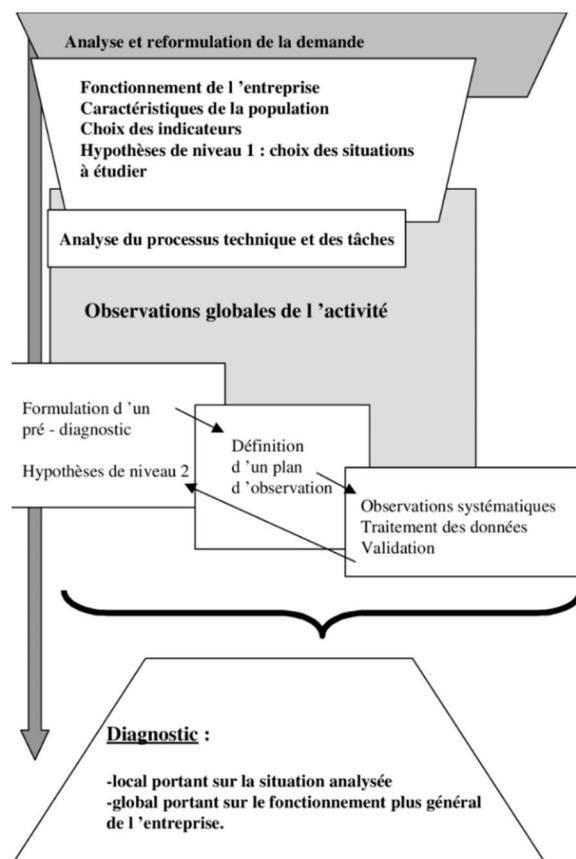 Analyse et reformulation de la demande
Fonctionnement de l ’entreprise
Caractéristiques de la population
Choix des indicateurs
Hypothèses de niveau 1 : choix des situations
à étudier
Analyse du processus technique et des tâches
Observations globales de l ’activité
Formulation d ’un
pré - diagnostic
Hypothèses de niveau 2
Définition
d ’un plan
d ’observation
Observations systématiques
Traitement des données
Validation
Diagnostic :
-local portant sur la situation analysée
-global portant sur le fonctionnement plus général
de l ’entreprise.